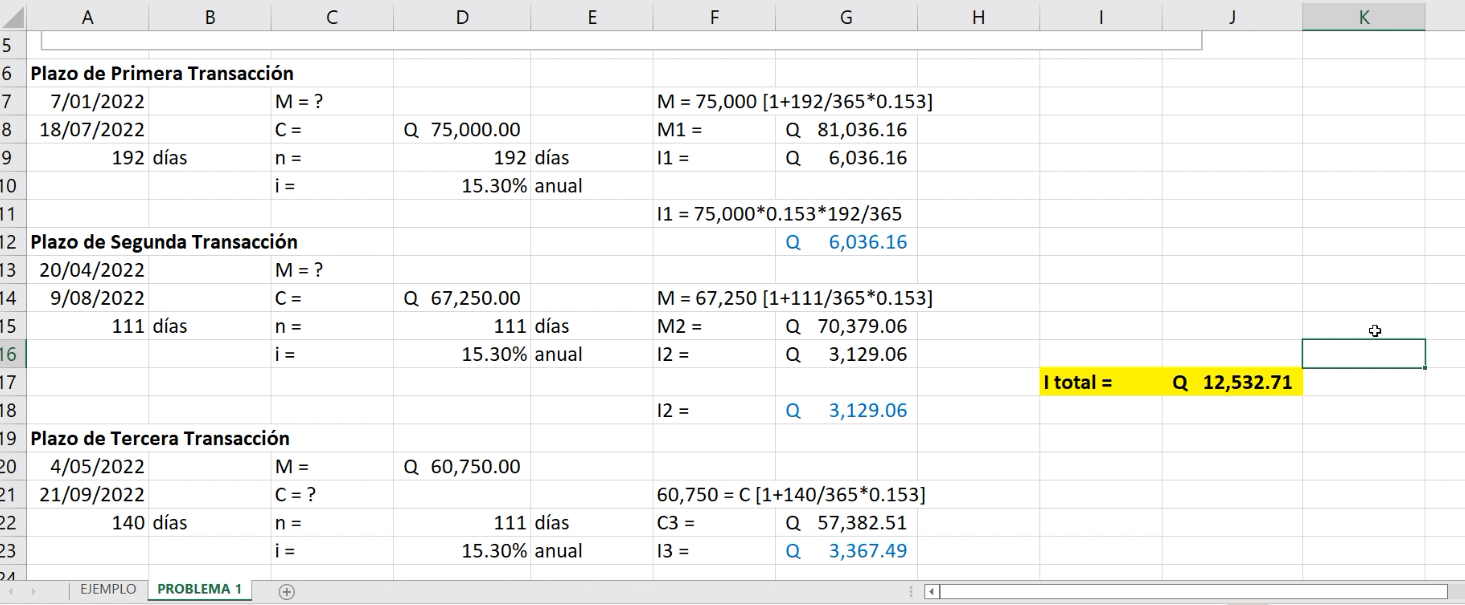 A B C D E F G H I J K
5
6 Plazo de Primera Transacción
7 7/01/2022 M = ? M = 75,000 [1+192/365*0.153]
8 18/07/2022 C = Q 75,000.00 M1 = Q 81,036.16
9 192 días n = 192 días I1 = Q 6,036.16
10 i = 15.30% anual
11 I1 = 75,000*0.153*192/365
12 Plazo de Segunda Transacción Q 6,036.16
13 20/04/2022 M = ?
14 9/08/2022 C = Q 67,250.00 M = 67,250 [1+111/365*0.153]
15 111 días n = 111 días M2 = Q 70,379.06
16 i = 15.30% anual I2 = Q 3,129.06
17 I total = Q 12,532.71
18 I2 = Q 3,129.06
19 Plazo de Tercera Transacción
20 4/05/2022 M = Q 60,750.00
21 21/09/2022 C = ? 60,750 = C [1+140/365*0.153]
22 140 días n = 111 días C3 = Q 57,382.51
23 i = 15.30% anual I3 = Q 3,367.49
24
EJEMPLO PROBLEMA 1